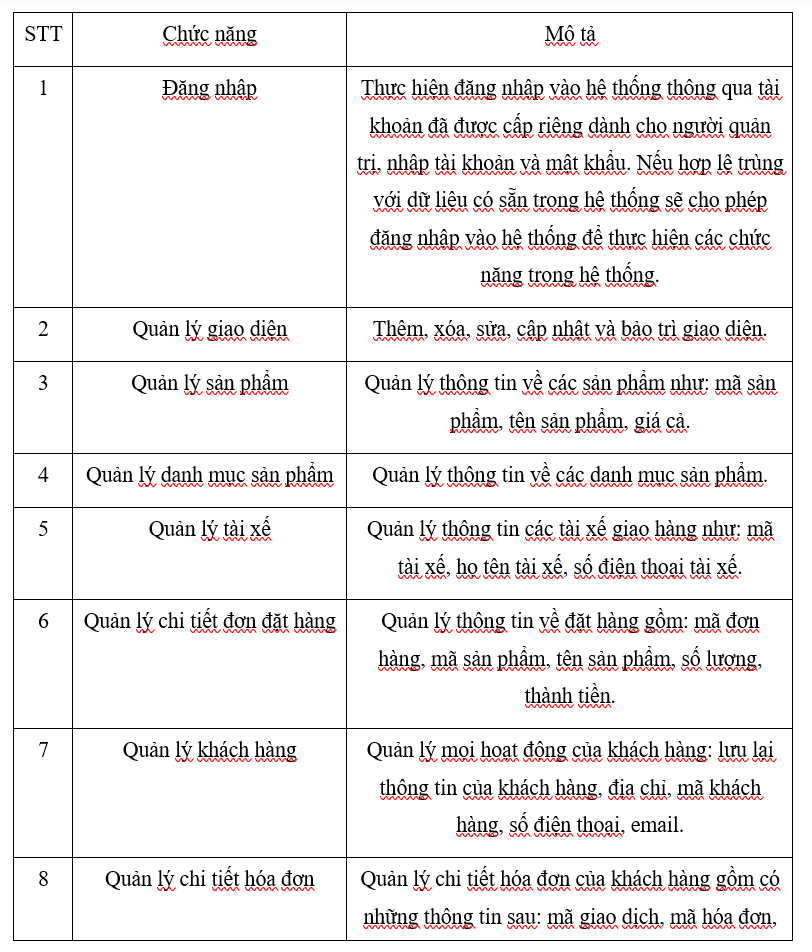 STT Chức năng Mô tả
1 Đăng nhập Thực hiện đăng nhập vào hệ thống thông qua tài
khoản đã được cấp riêng dành cho người quản
trị, nhập tài khoản và mật khẩu. Nếu hợp lệ trùng
với dữ liệu có sẵn trong hệ thống sẽ cho phép
đăng nhập vào hệ thống để thực hiện các chức
năng trong hệ thống.
2 Quản lý giao diện Thêm, xóa, sửa, cập nhật và bảo trì giao diện.
3 Quản lý sản phẩm Quản lý thông tin về các sản phẩm như: mã sản
phẩm, tên sản phẩm, giá cả.
4 Quản lý danh mục sản phẩm Quản lý thông tin về các danh mục sản phẩm.
5 Quản lý tài xế Quản lý thông tin các tài xế giao hàng như: mã
tài xế, họ tên tài xế, số điện thoại tài xế.
6 Quản lý chi tiết đơn đặt hàng Quản lý thông tin về đặt hàng gồm: mã đơn
hàng, mã sản phẩm, tên sản phẩm, số lương,
thành tiền.
7 Quản lý khách hàng Quản lý mọi hoạt động của khách hàng: lưu lại
thông tin của khách hàng, địa chỉ, mã khách
hàng, số điện thoại, email.
8 Quản lý chi tiết hóa đơn Quản lý chi tiết hóa đơn của khách hàng gồm có
những thông tin sau: mã giao dịch, mã hóa đơn,